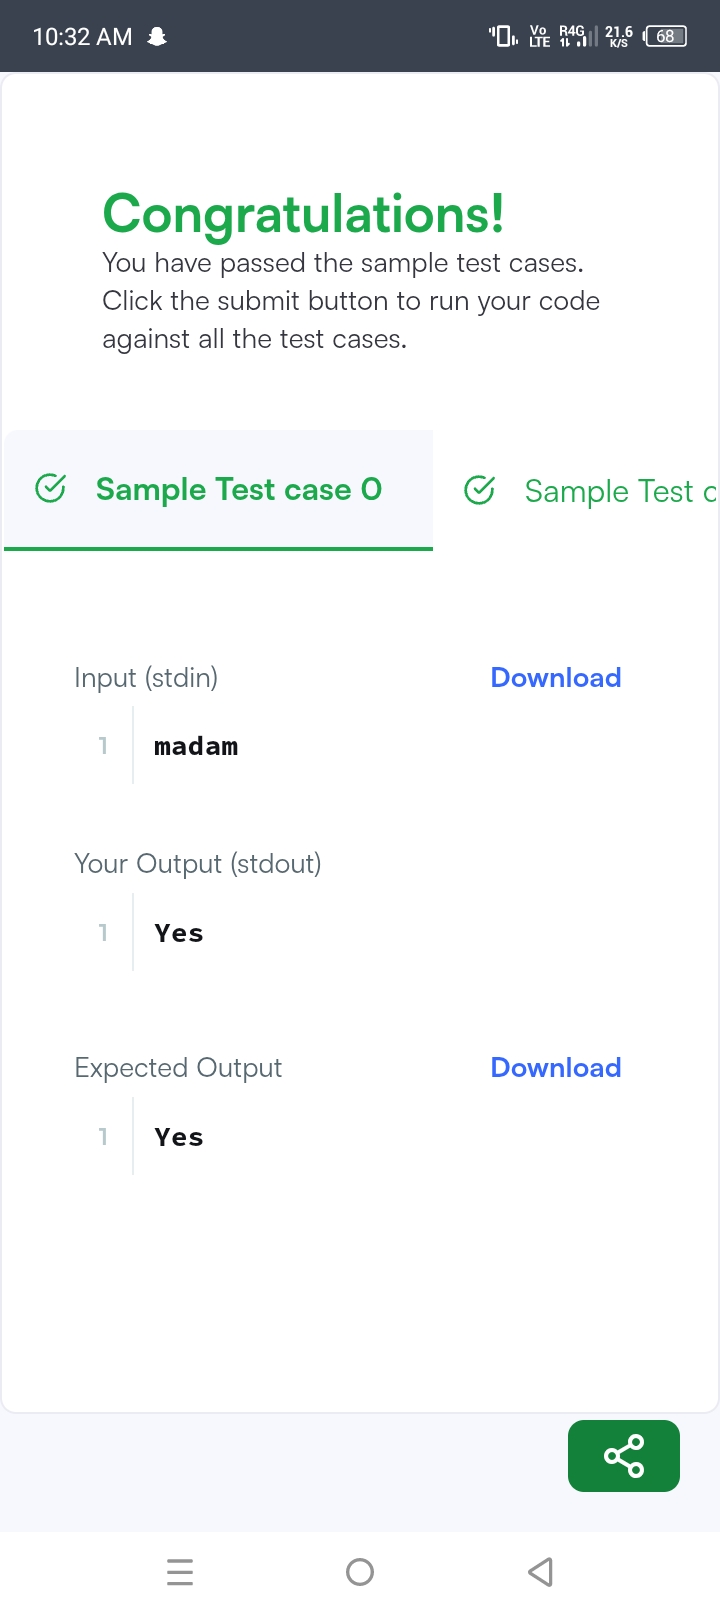 10:32 AM
Vo LTE R4G 21.6 K/S 68
Congratulations!
You have passed the sample test cases.
Click the submit button to run your code
against all the test cases.
Sample Test case 0
Sample Test c
Input (stdin)
Download
1
madam
Your Output (stdout)
1
Yes
Expected Output
Download
1
Yes